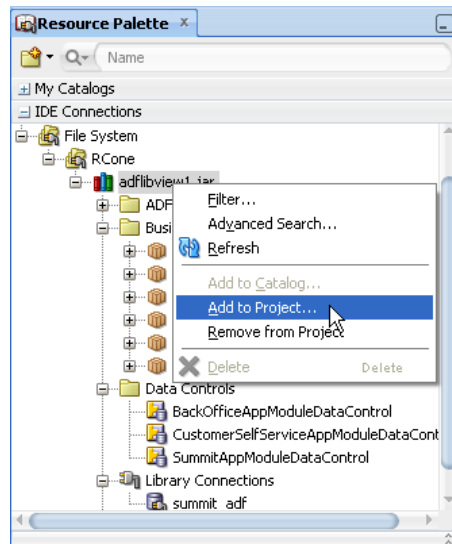 Resource Palette
Name
My Catalogs
IDE Connections
File System
RCone
adflibview1.jar
ADF
Busi
Filter...
Advanced Search...
Refresh
Add to Catalog...
Add to Project...
Remove from Project
Delete Delete
Data Controls
BackOfficeAppModuleDataControl
CustomerSelfServiceAppModuleDataCont
SummitAppModuleDataControl
Library Connections
summit_adf